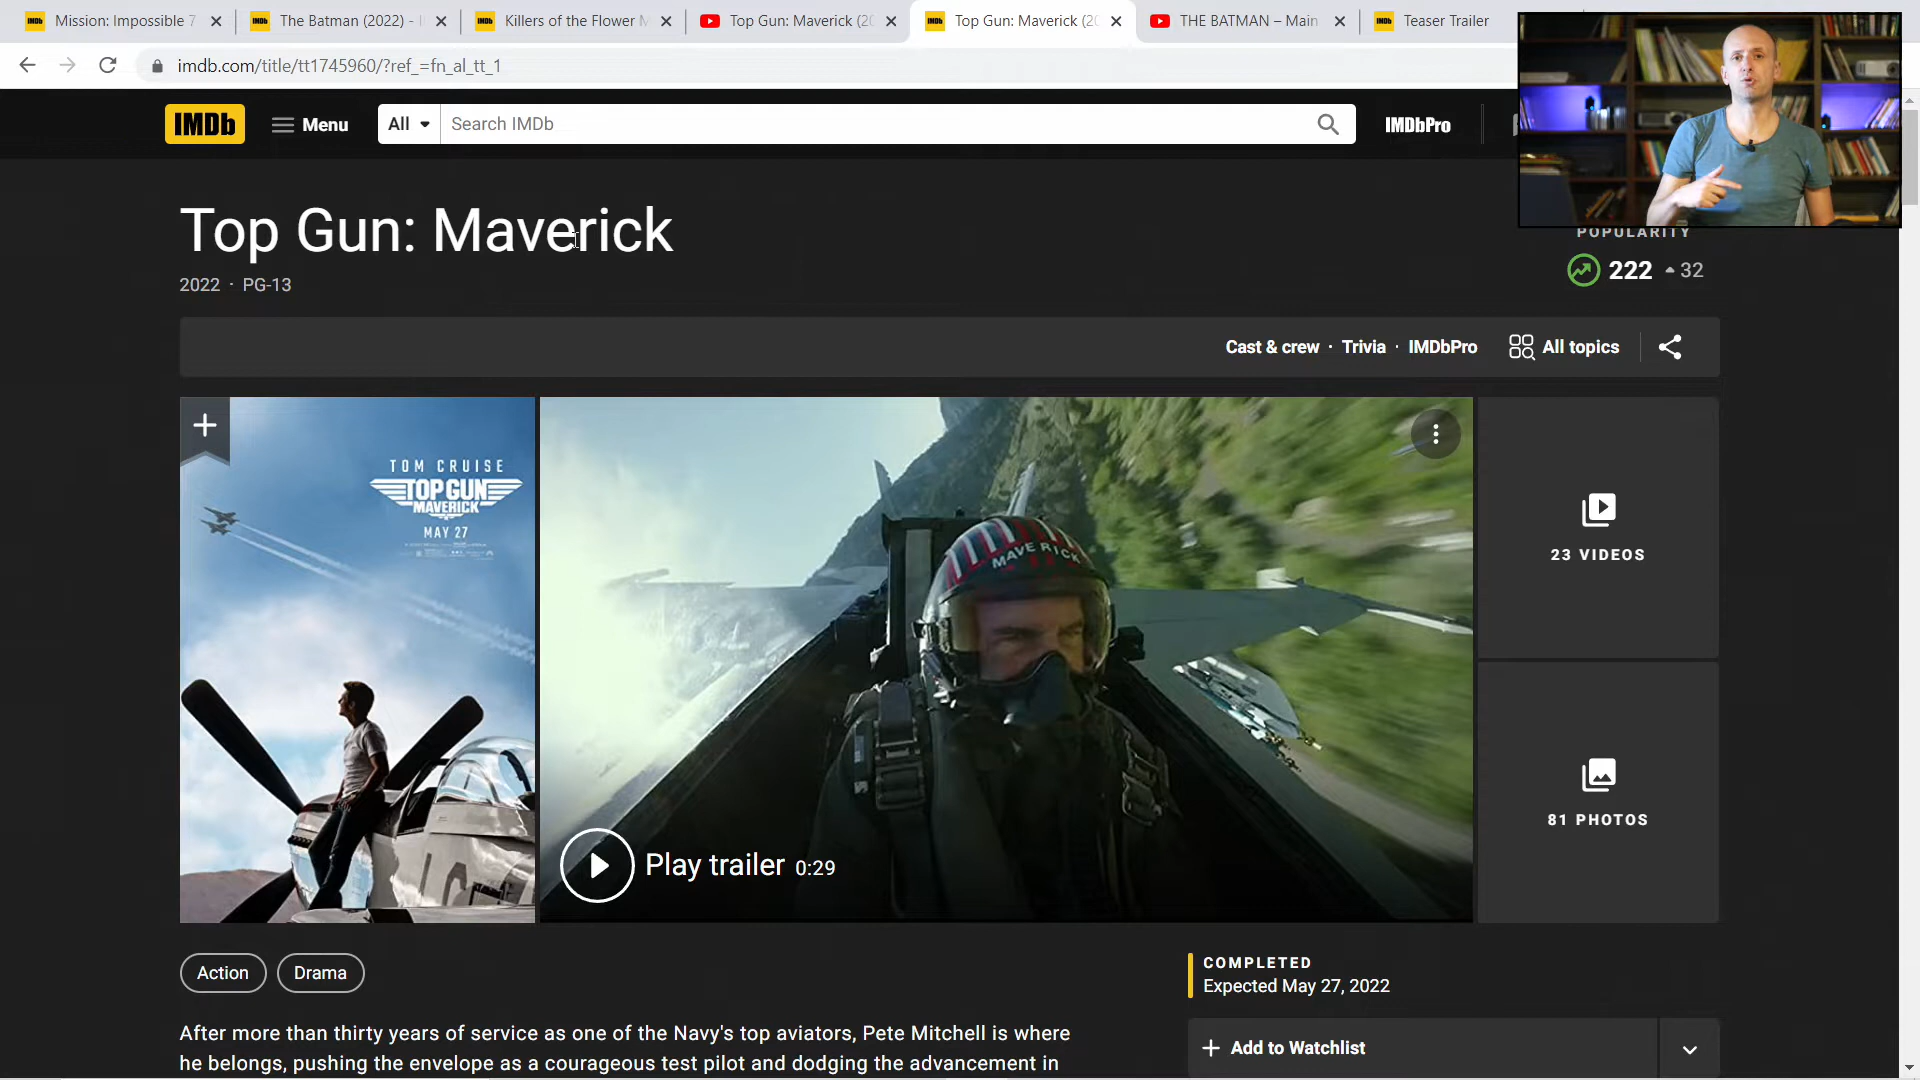 Mission: Impossible 7
The Batman (2022) - I
Killers of the Flower M
Top Gun: Maverick (20
Top Gun: Maverick (20
THE BATMAN – Main
Teaser Trailer
imdb.com/title/tt1745960/?ref_=fn_al_tt_1
IMDb
Menu
All
Search IMDb
IMDbPro
Top Gun: Maverick
2022 · PG-13
POPULARITY
222
32
Cast & crew · Trivia · IMDbPro
All topics
TOM CRUISE
TOP GUN
MAVERICK
MAY 27
MAVERICK
Play trailer 0:29
23 VIDEOS
81 PHOTOS
Action
Drama
COMPLETED
Expected May 27, 2022
After more than thirty years of service as one of the Navy's top aviators, Pete Mitchell is where
he belongs, pushing the envelope as a courageous test pilot and dodging the advancement in
+ Add to Watchlist